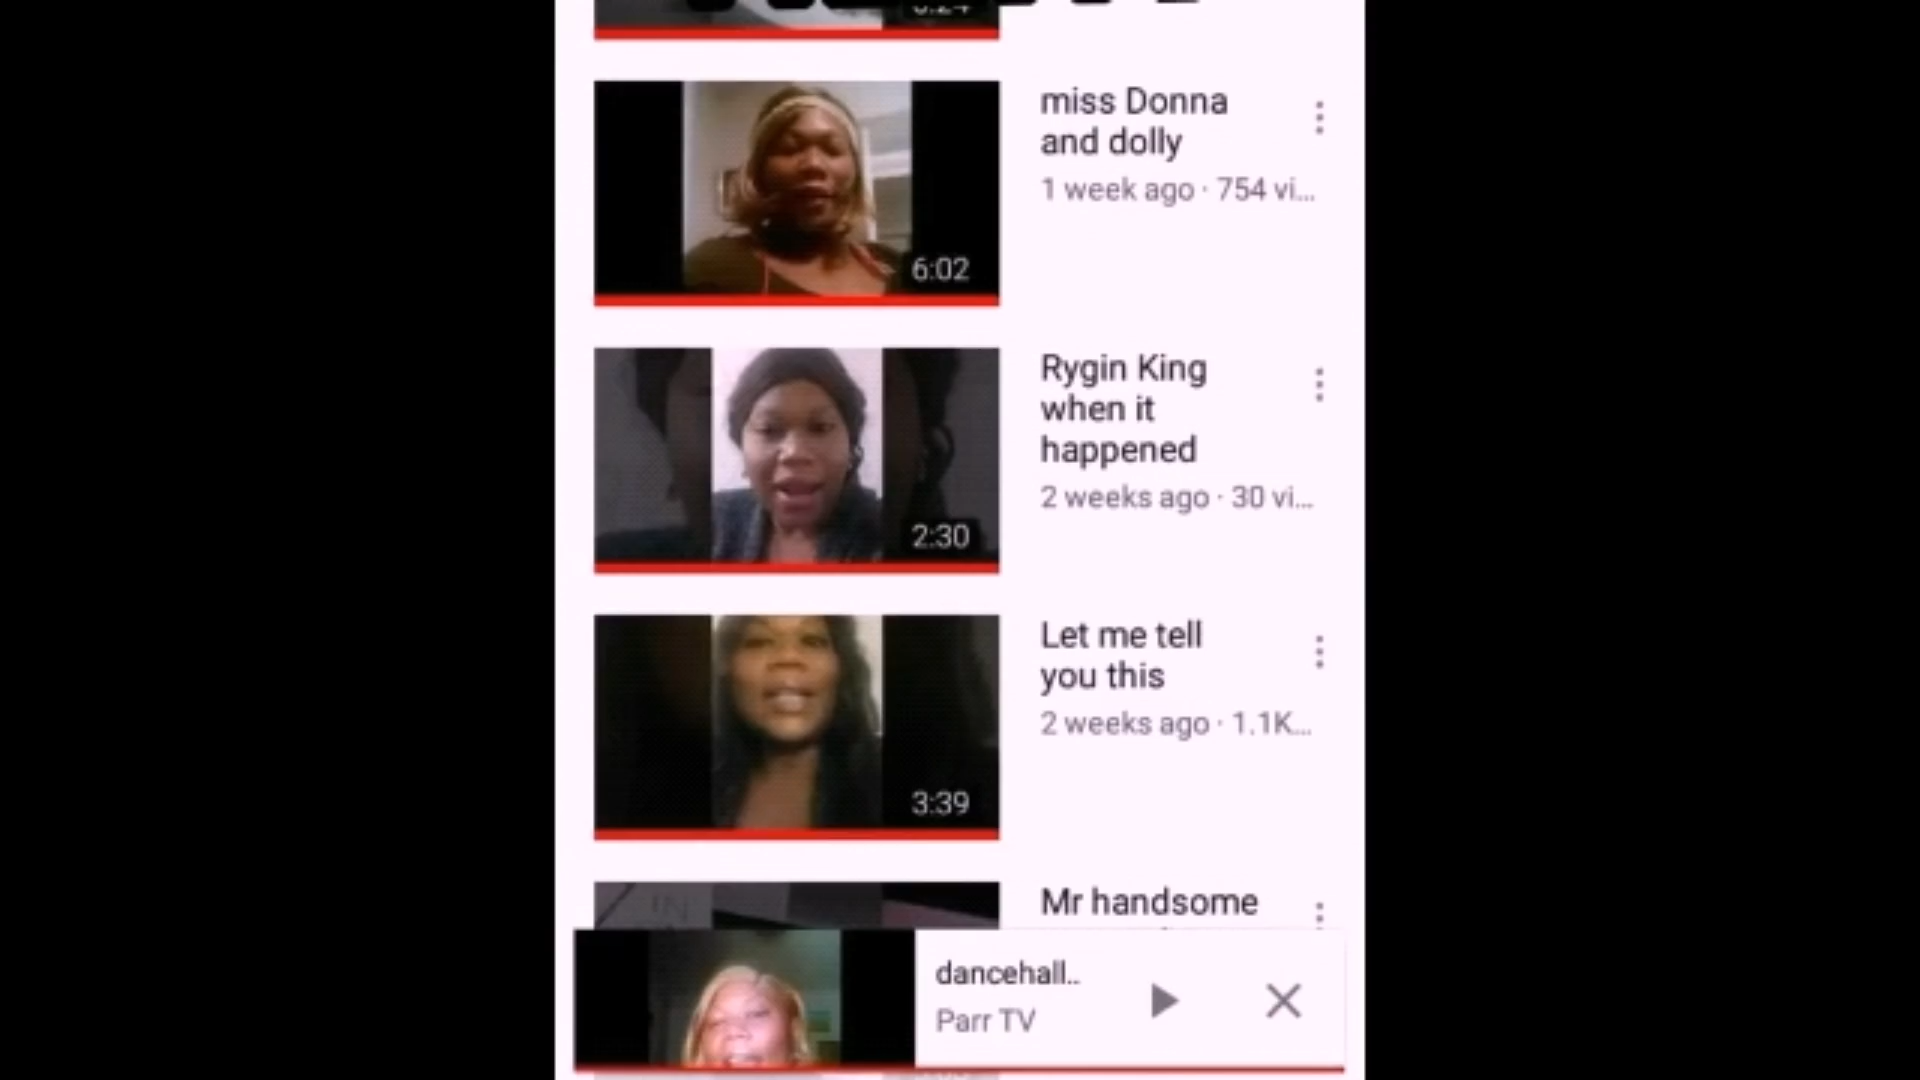 miss Donna
and dolly
1 week ago · 754 vi...
6:02
Rygin King
when it
happened
2 weeks ago · 30 vi...
2:30
Let me tell
you this
2 weeks ago · 1.1K...
3:39
Mr handsome
IN
dancehall..
Parr TV